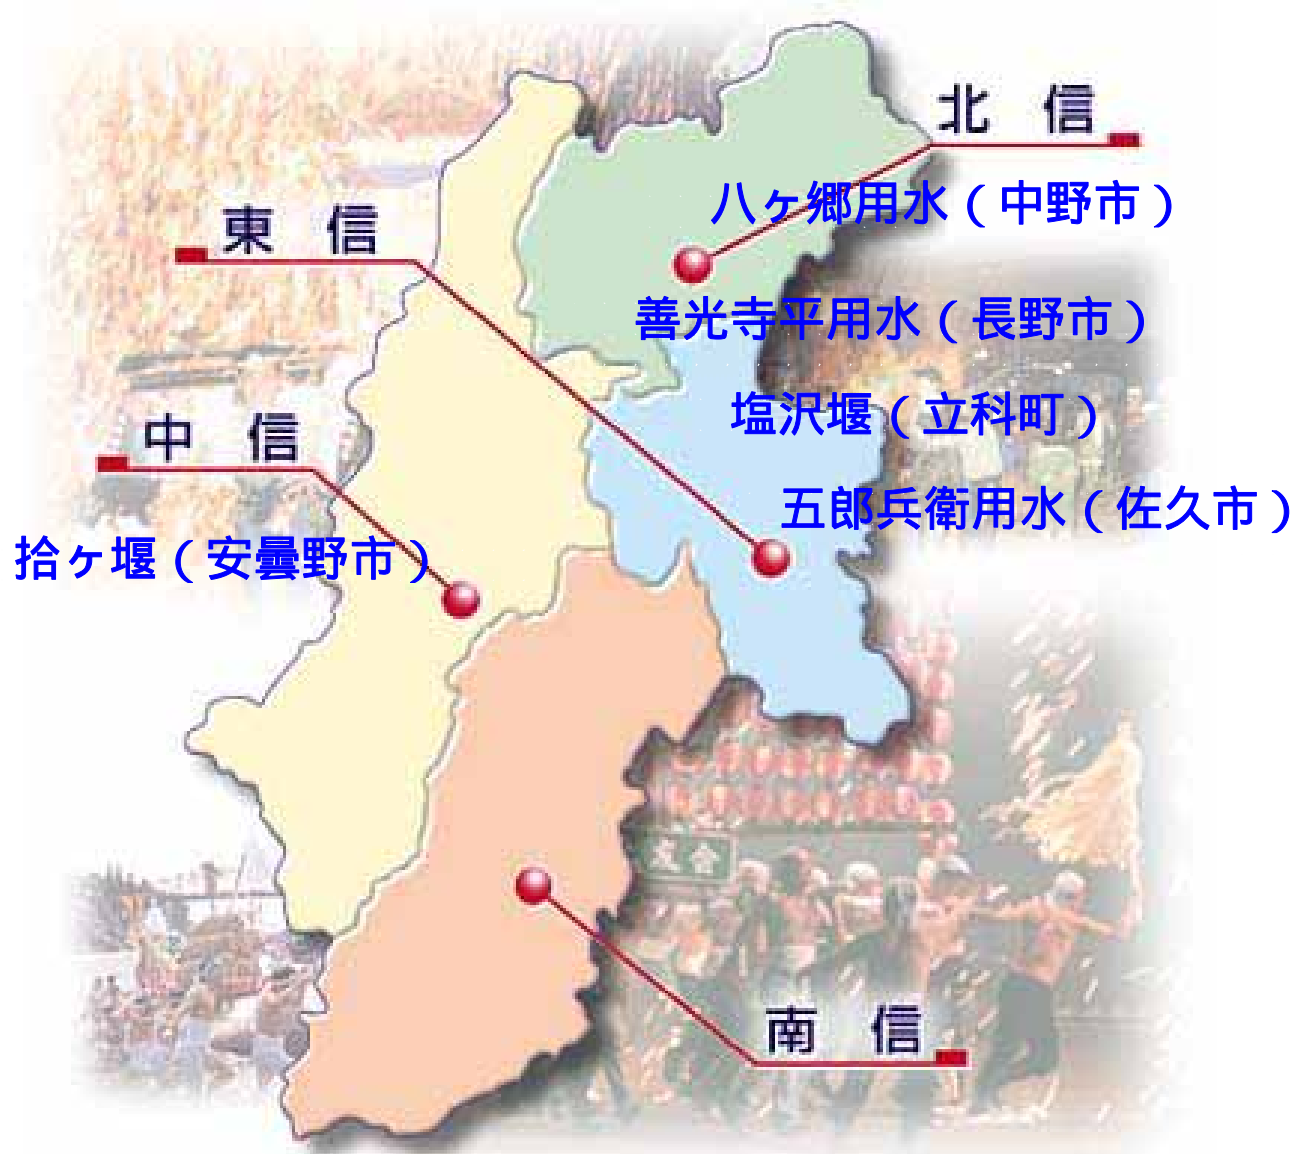 北 信
八ヶ郷用水（中野市）
東 信
善光寺平用水（長野市）
塩沢堰（立科町）
中 信
五郎兵衛用水（佐久市）
拾ヶ堰（安曇野市）
南 信